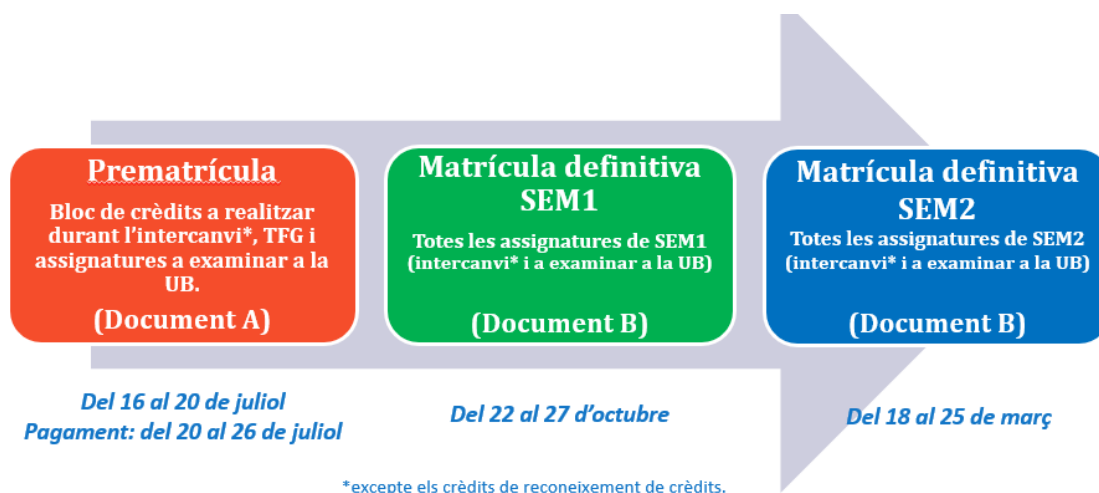 Prematrícula
Bloc de crèdits a realitzar
durant l'intercanvi*, TFG i
assignatures a examinar a la
UB.
(Document A)
Matrícula definitiva
SEM1
Totes les assignatures de SEM1
(intercanvi* i a examinar a la UB)
(Document B)
Matrícula definitiva
SEM2
Totes les assignatures de SEM2
(intercanvi* i a examinar a la UB)
(Document B)
Del 16 al 20 de juliol
Pagament: del 20 al 26 de juliol
Del 22 al 27 d'octubre
Del 18 al 25 de març
*excepte els crèdits de reconeixement de crèdits.